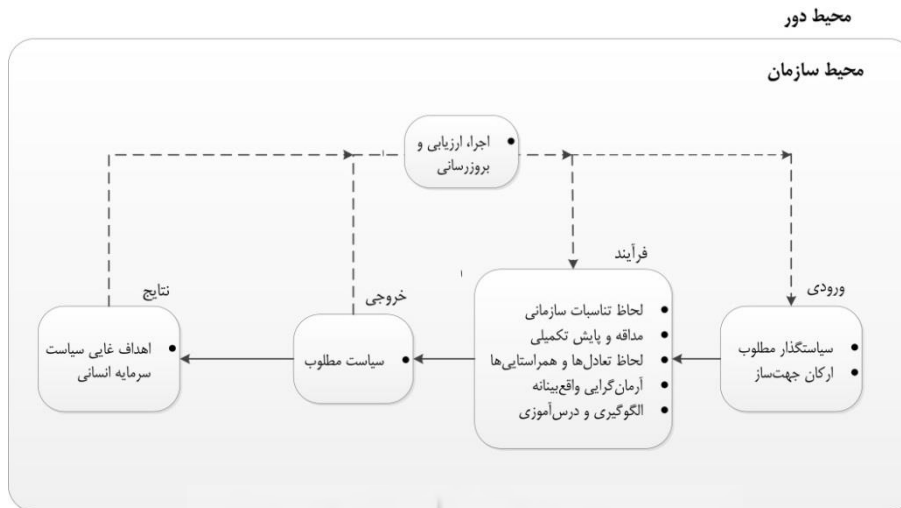 محیط دور
محیط سازمان
اجرا، ارزیابی و
بروزرسانی
ورودی
سیاستگذار مطلوب
ارکان جهت‌ساز
فرآیند
لحاظ تناسبات سازمانی
مداقه و پایش تکمیلی
لحاظ تعادل‌ها و همراستایی‌ها
آرمان‌گرایی واقع‌بینانه
الگوگیری و درس‌آموزی
خروجی
سیاست مطلوب
نتایج
اهداف غایی سیاست
سرمایه انسانی